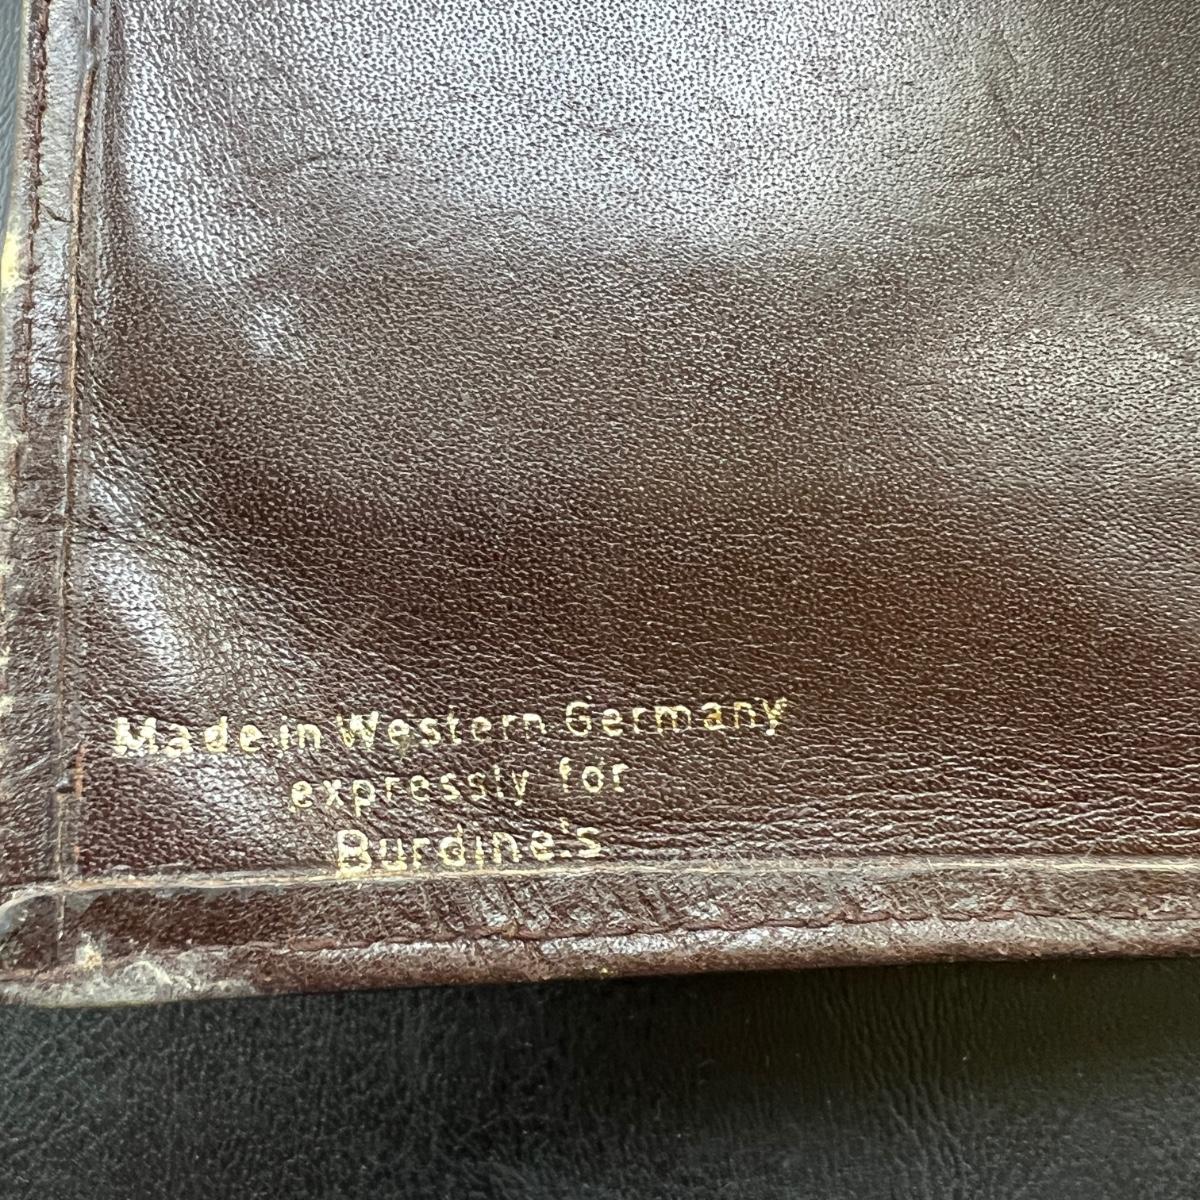 Made in Western Germany
expressly for
Burdine's